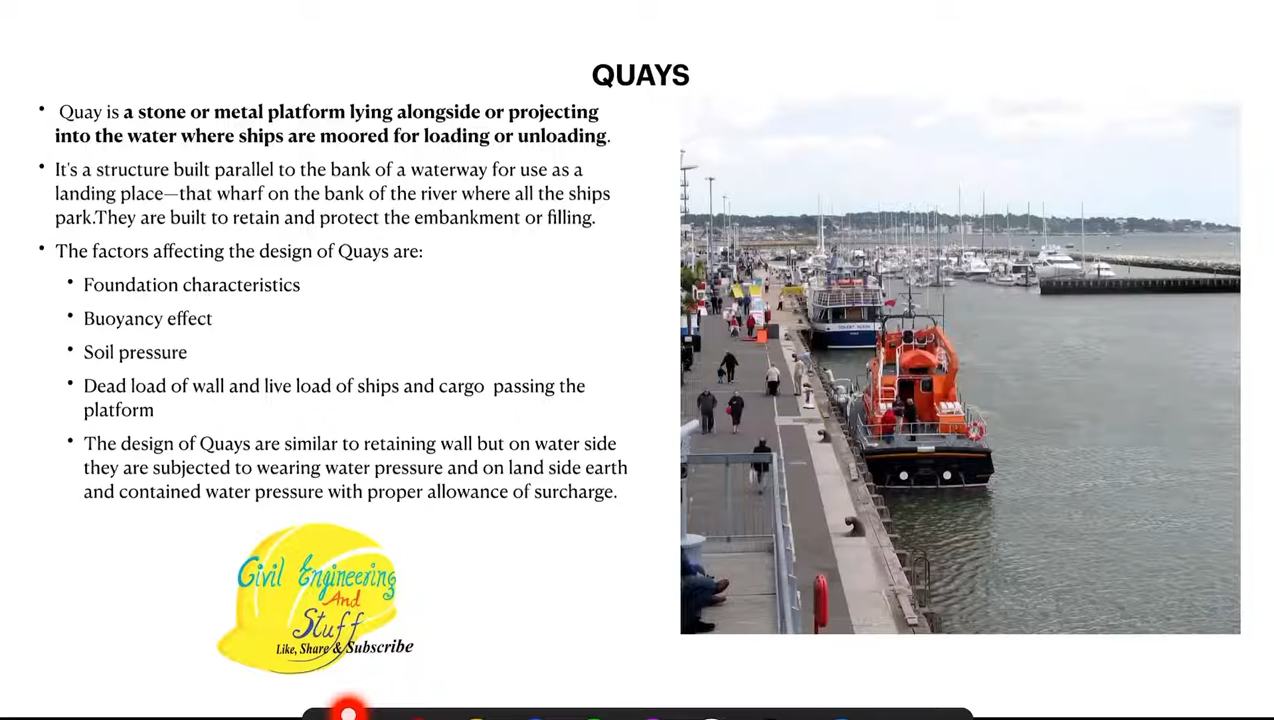 QUAYS
• Quay is a stone or metal platform lying alongside or projecting
into the water where ships are moored for loading or unloading.
• It's a structure built parallel to the bank of a waterway for use as a
landing place—that wharf on the bank of the river where all the ships
park.They are built to retain and protect the embankment or filling.
• The factors affecting the design of Quays are:
• Foundation characteristics
• Buoyancy effect
• Soil pressure
• Dead load of wall and live load of ships and cargo passing the
platform
• The design of Quays are similar to retaining wall but on water side
they are subjected to wearing water pressure and on land side earth
and contained water pressure with proper allowance of surcharge.
Civil Engineering
And
Stuff
Like, Share & Subscribe